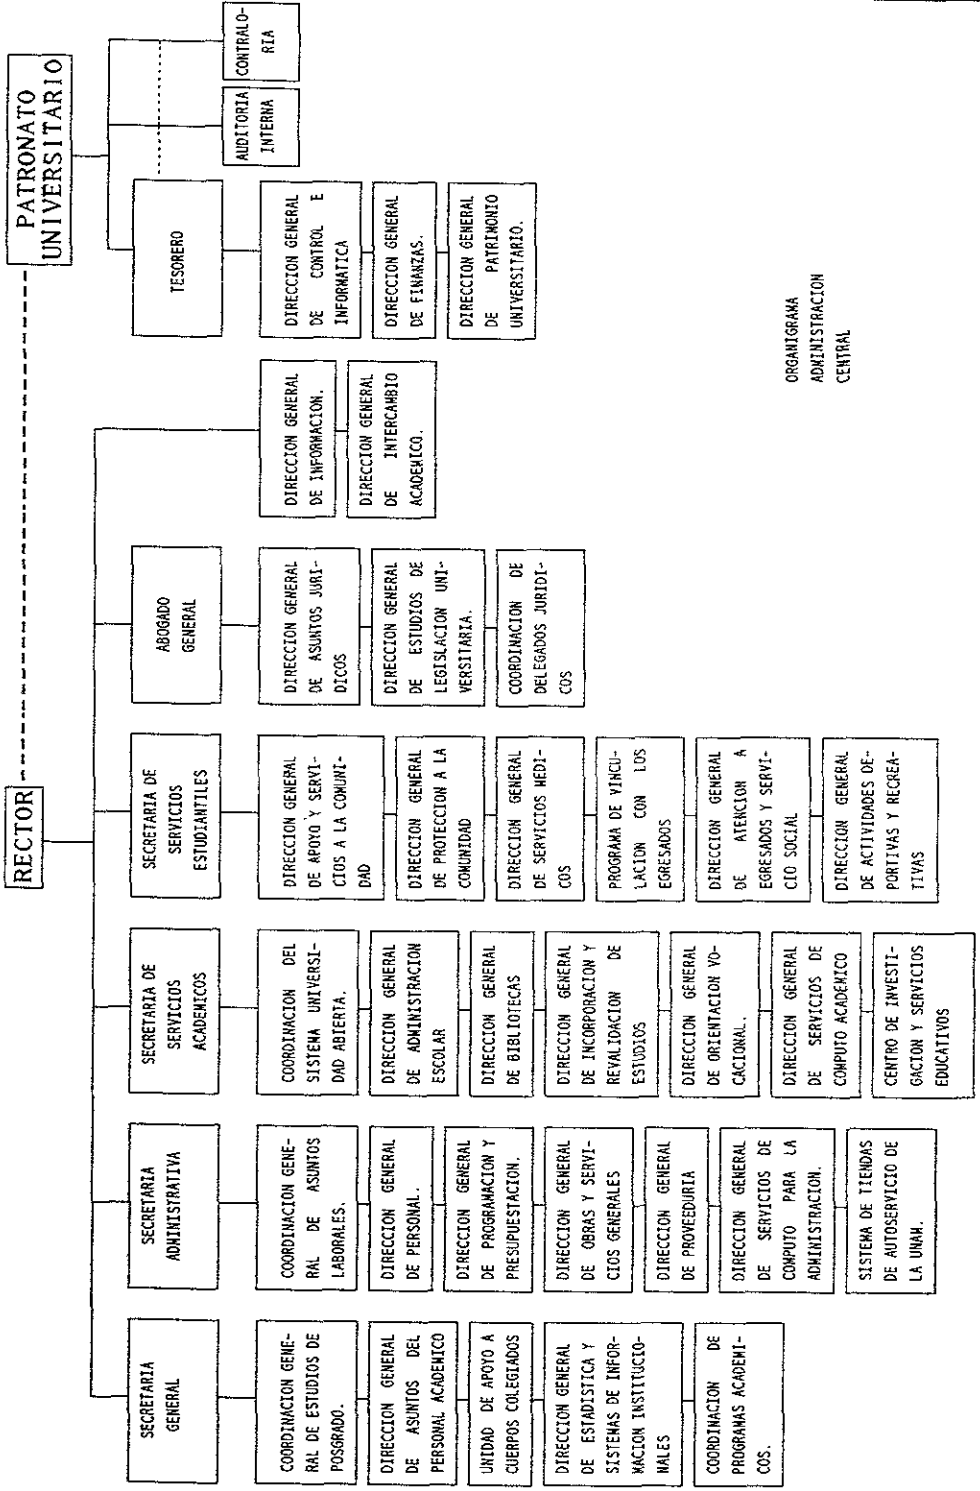 RECTOR
PATRONATO
UNIVERSITARIO
SECRETARIA
GENERAL
COORDINACION GENE-
RAL DE ESTUDIOS DE
POSGRADO.
DIRECCION GENERAL
DE ASUNTOS DEL
PERSONAL ACADEMICO
UNIDAD DE APOYO A
CUERPOS COLEGIADOS
DIRECCION GENERAL
DE ESTADISTICA Y
SISTEMAS DE INFOR-
MACION INSTITUCIO-
NALES
COORDINACION DE
PROGRAMAS ACADEMI-
COS.
SECRETARIA
ADMINISTRATIVA
COORDINACION GENE-
RAL DE ASUNTOS
LABORALES.
DIRECCION GENERAL
DE PERSONAL.
DIRECCION GENERAL
DE PROGRAMACION Y
PRESUPUESTACION.
DIRECCION GENERAL
DE OBRAS Y SERVI-
CIOS GENERALES
DIRECCION GENERAL
DE PROVEEDURIA
DIRECCION GENERAL
DE SERVICIOS DE
COMPUTO PARA LA
ADMINISTRACION.
SISTEMA DE TIENDAS
DE AUTOSERVICIO DE
LA UNAM.
SECRETARIA DE
SERVICIOS
ACADEMICOS
COORDINACION DEL
SISTEMA UNIVERSI-
DAD ABIERTA.
DIRECCION GENERAL
DE ADMINISTRACION
ESCOLAR
DIRECCION GENERAL
DE BIBLIOTECAS
DIRECCION GENERAL
DE INCORPORACION Y
REVALIDACION DE
ESTUDIOS
DIRECCION GENERAL
DE ORIENTACION VO-
CACIONAL.
DIRECCION GENERAL
DE SERVICIOS DE
COMPUTO ACADEMICO
CENTRO DE INVESTI-
GACION Y SERVICIOS
EDUCATIVOS
SECRETARIA DE
SERVICIOS
ESTUDIANTILES
DIRECCION GENERAL
DE APOYO Y SERVI-
CIOS A LA COMUNI-
DAD
DIRECCION GENERAL
DE PROTECCION A LA
COMUNIDAD
DIRECCION GENERAL
DE SERVICIOS MEDI-
COS
PROGRAMA DE VINCU-
LACION CON LOS
EGRESADOS
DIRECCION GENERAL
DE ATENCION A
EGRESADOS Y SERVI-
CIO SOCIAL
DIRECCION GENERAL
DE ACTIVIDADES DE-
PORTIVAS Y RECREA-
TIVAS
ABOGADO
GENERAL
DIRECCION GENERAL
DE ASUNTOS JURI-
DICOS
DIRECCION GENERAL
DE ESTUDIOS DE
LEGISLACION UNI-
VERSITARIA.
COORDINACION DE
DELEGADOS JURIDI-
COS
DIRECCION GENERAL
DE INFORMACION.
DIRECCION GENERAL
DE INTERCAMBIO
ACADEMICO.
TESORERO
DIRECCION GENERAL
DE CONTROL E
INFORMATICA
DIRECCION GENERAL
DE FINANZAS.
DIRECCION GENERAL
DE PATRIMONIO
UNIVERSITARIO.
AUDITORIA
INTERNA
CONTRALO-
RIA
ORGANIGRAMA
ADMINISTRACION
CENTRAL